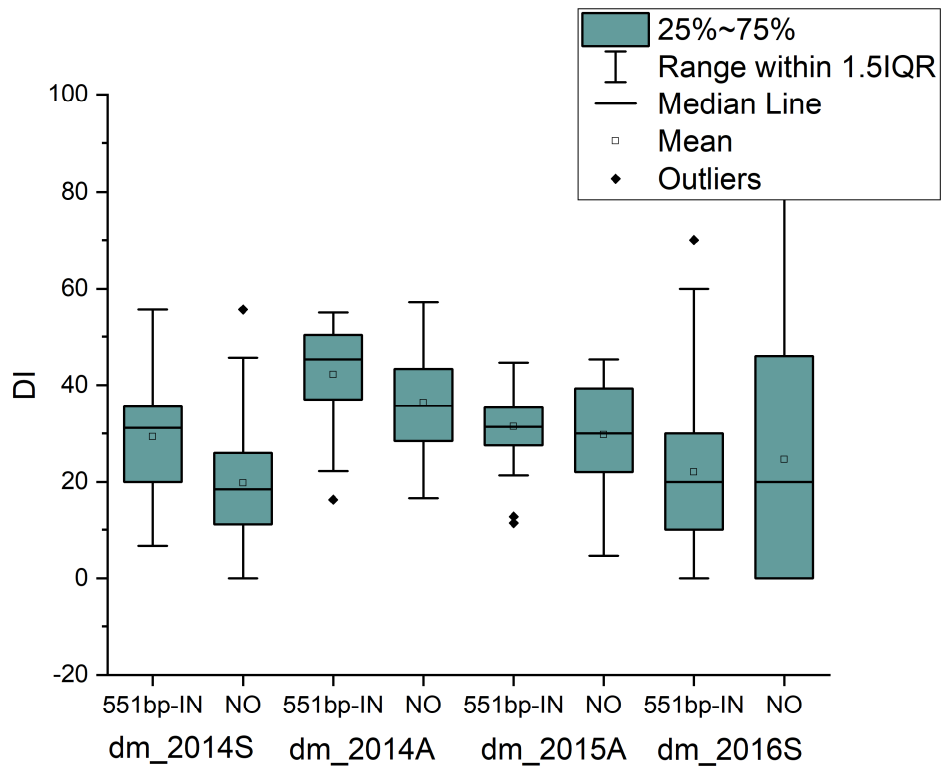 25%~75%
Range within 1.5IQR
Median Line
Mean
Outliers
100
80
60
40
20
0
-20
DI
551bp-IN NO 551bp-IN NO 551bp-IN NO 551bp-IN NO
dm_2014S dm_2014A dm_2015A dm_2016S